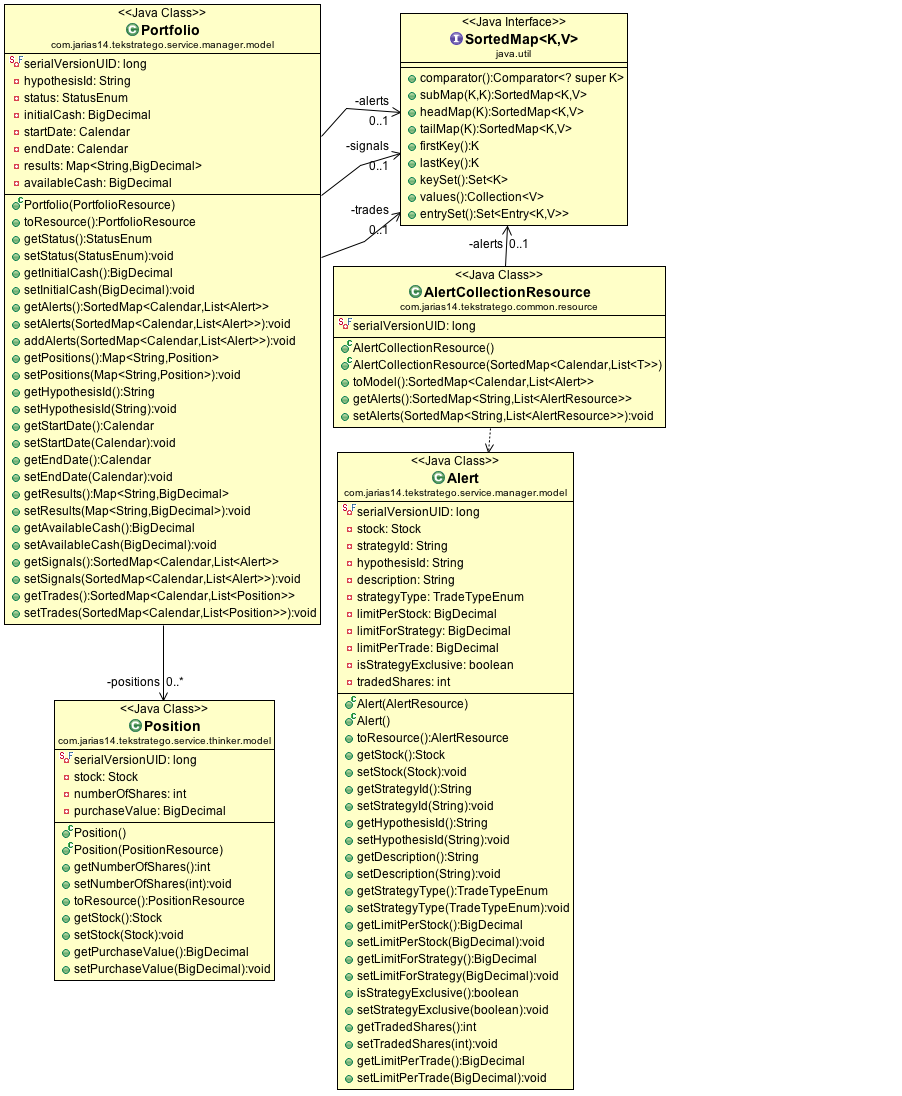 <<Java Class>>
Portfolio
com.jarias14.tekstratego.service.manager.model
serialVersionUID: long
hypothesisId: String
status: StatusEnum
initialCash: BigDecimal
startDate: Calendar
endDate: Calendar
results: Map<String,BigDecimal>
availableCash: BigDecimal
Portfolio(PortfolioResource)
toResource():PortfolioResource
getStatus():StatusEnum
setStatus(StatusEnum):void
getInitialCash():BigDecimal
setInitialCash(BigDecimal):void
getAlerts():SortedMap<Calendar,List<Alert>>
setAlerts(SortedMap<Calendar,List<Alert>>):void
addAlerts(SortedMap<Calendar,List<Alert>>):void
getPositions():Map<String,Position>
setPositions(Map<String,Position>):void
getHypothesisId():String
setHypothesisId(String):void
getStartDate():Calendar
setStartDate(Calendar):void
getEndDate():Calendar
setEndDate(Calendar):void
getResults():Map<String,BigDecimal>
setResults(Map<String,BigDecimal>):void
getAvailableCash():BigDecimal
setAvailableCash(BigDecimal):void
getSignals():SortedMap<Calendar,List<Alert>>
setSignals(SortedMap<Calendar,List<Alert>>):void
getTrades():SortedMap<Calendar,List<Position>>
setTrades(SortedMap<Calendar,List<Position>>):void
-alerts
0..1
-signals
0..1
-trades
0..1
<<Java Interface>>
SortedMap<K,V>
java.util
comparator():Comparator<? super K>
subMap(K,K):SortedMap<K,V>
headMap(K):SortedMap<K,V>
tailMap(K):SortedMap<K,V>
firstKey():K
lastKey():K
keySet():Set<K>
values():Collection<V>
entrySet():Set<Entry<K,V>>
-alerts 0..1
<<Java Class>>
AlertCollectionResource
com.jarias14.tekstratego.common.resource
serialVersionUID: long
AlertCollectionResource()
AlertCollectionResource(SortedMap<Calendar,List<T>>)
toModel():SortedMap<Calendar,List<Alert>>
getAlerts():SortedMap<String,List<AlertResource>>
setAlerts(SortedMap<String,List<AlertResource>>):void
<<Java Class>>
Alert
com.jarias14.tekstratego.service.manager.model
serialVersionUID: long
stock: Stock
strategyId: String
hypothesisId: String
description: String
strategyType: TradeTypeEnum
limitPerStock: BigDecimal
limitForStrategy: BigDecimal
limitPerTrade: BigDecimal
isStrategyExclusive: boolean
tradedShares: int
Alert(AlertResource)
Alert()
toResource():AlertResource
getStock():Stock
setStock(Stock):void
getStrategyId():String
setStrategyId(String):void
getHypothesisId():String
setHypothesisId(String):void
getDescription():String
setDescription(String):void
getStrategyType():TradeTypeEnum
setStrategyType(TradeTypeEnum):void
getLimitPerStock():BigDecimal
setLimitPerStock(BigDecimal):void
getLimitForStrategy():BigDecimal
setLimitForStrategy(BigDecimal):void
isStrategyExclusive():boolean
setStrategyExclusive(boolean):void
getTradedShares():int
setTradedShares(int):void
getLimitPerTrade():BigDecimal
setLimitPerTrade(BigDecimal):void
-positions 0..*
<<Java Class>>
Position
com.jarias14.tekstratego.service.thinker.model
serialVersionUID: long
stock: Stock
numberOfShares: int
purchaseValue: BigDecimal
Position()
Position(PositionResource)
getNumberOfShares():int
setNumberOfShares(int):void
toResource():PositionResource
getStock():Stock
setStock(Stock):void
getPurchaseValue():BigDecimal
setPurchaseValue(BigDecimal):void